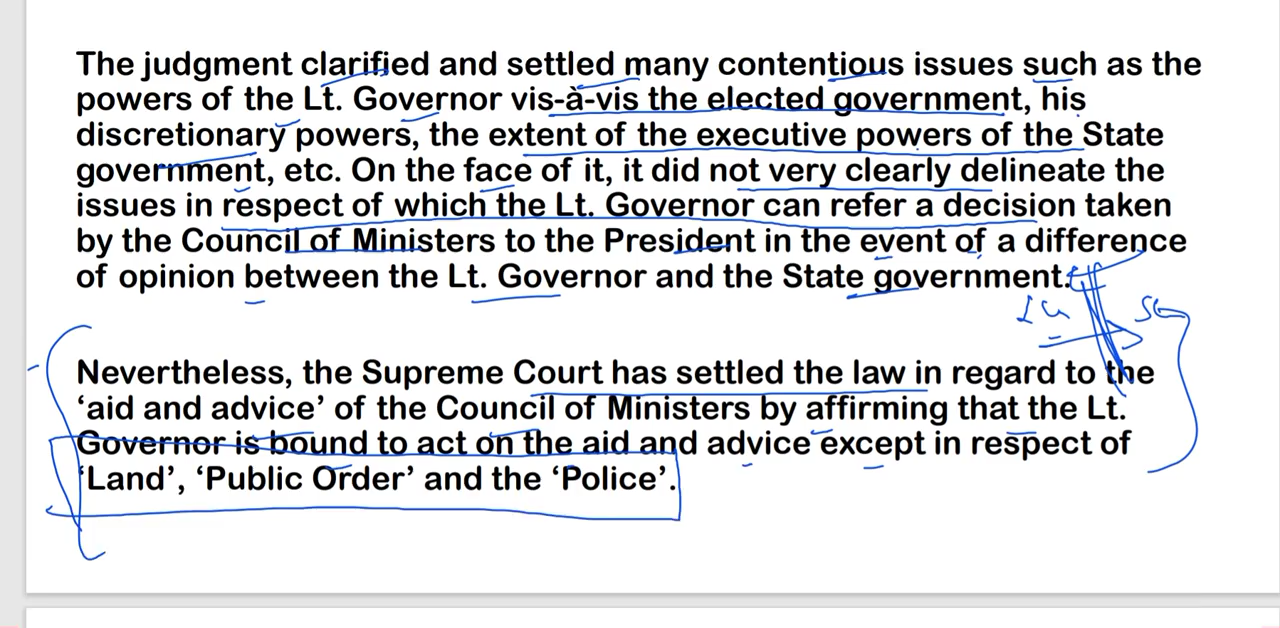 The judgment clarified and settled many contentious issues such as the
powers of the Lt. Governor vis-à-vis the elected government, his
discretionary powers, the extent of the executive powers of the State
government, etc. On the face of it, it did not very clearly delineate the
issues in respect of which the Lt. Governor can refer a decision taken
by the Council of Ministers to the President in the event of a difference
of opinion between the Lt. Governor and the State government.
LG SG
Nevertheless, the Supreme Court has settled the law in regard to the
‘aid and advice’ of the Council of Ministers by affirming that the Lt.
Governor is bound to act on the aid and advice except in respect of
‘Land’, ‘Public Order’ and the ‘Police’.